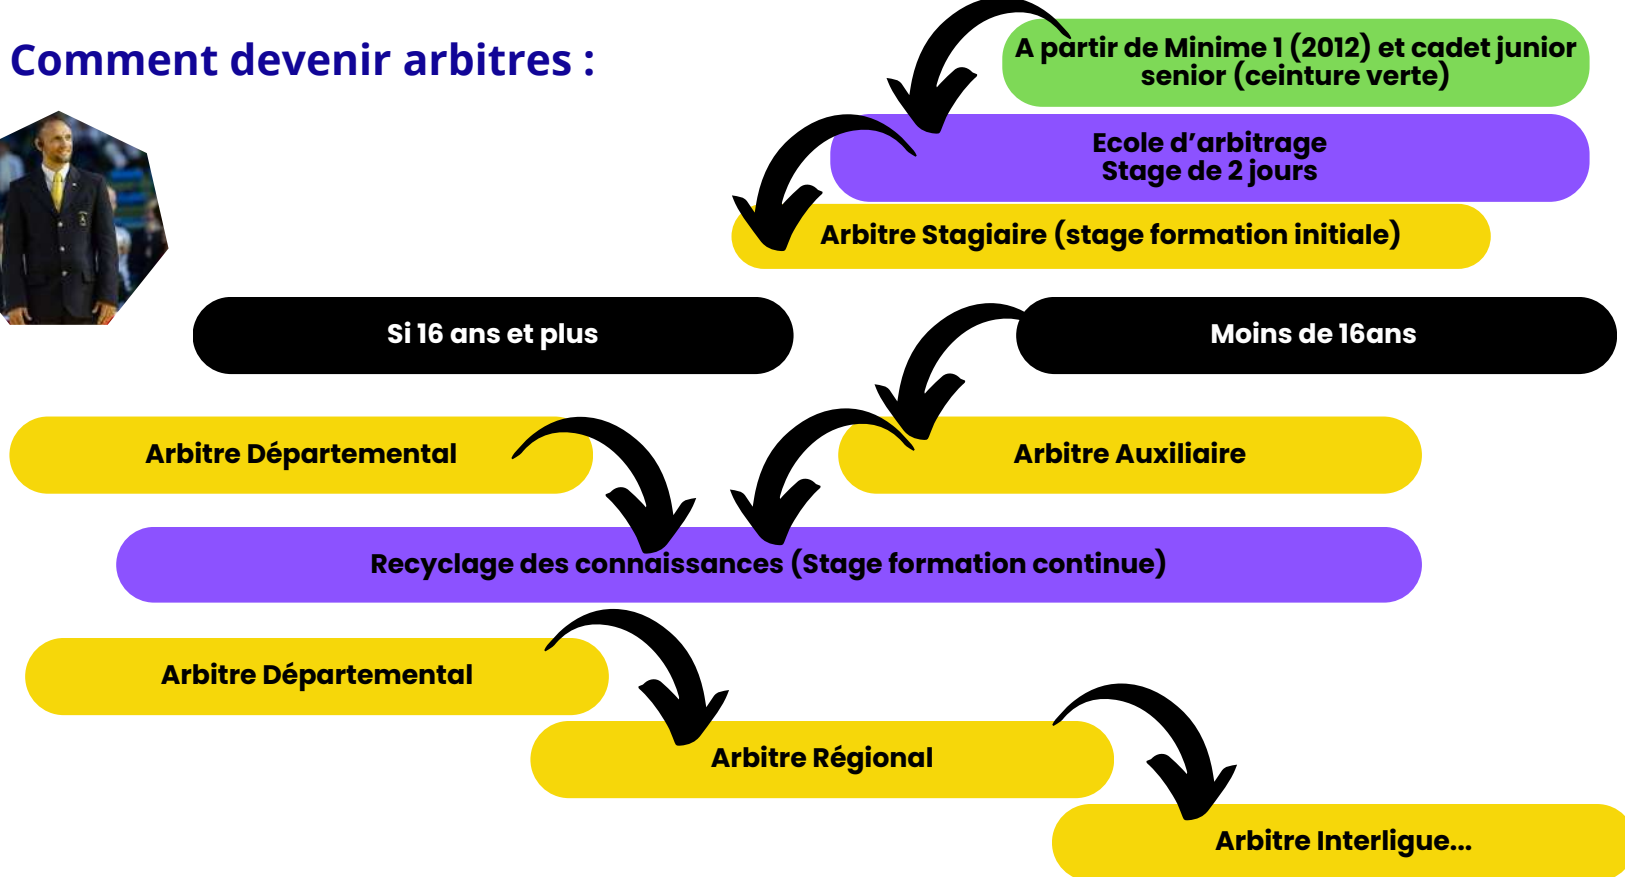 Comment devenir arbitres :
A partir de Minime 1 (2012) et cadet junior
senior (ceinture verte)
Ecole d’arbitrage
Stage de 2 jours
Arbitre Stagiaire (stage formation initiale)
Si 16 ans et plus
Moins de 16ans
Arbitre Départemental
Arbitre Auxiliaire
Recyclage des connaissances (Stage formation continue)
Arbitre Départemental
Arbitre Régional
Arbitre Interligue...